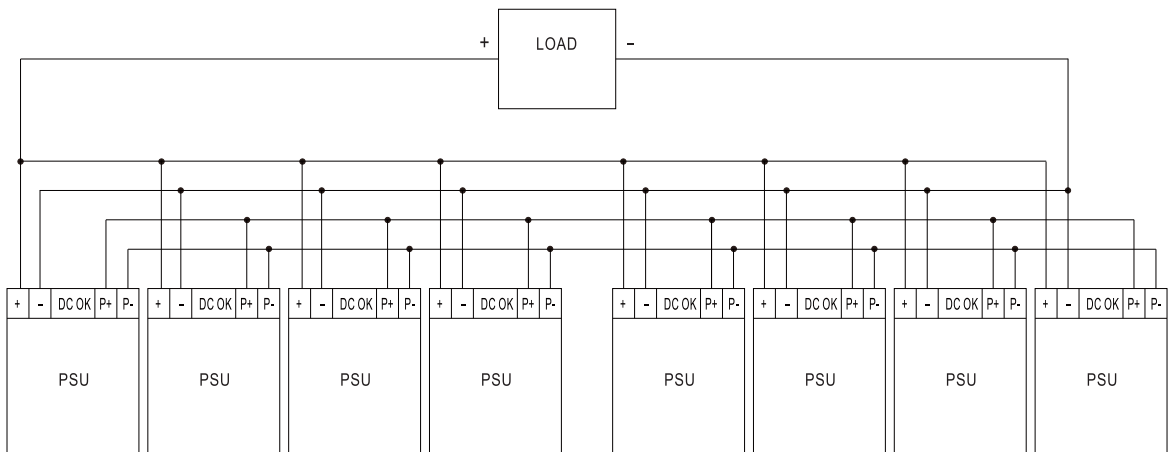 + LOAD –
+ – DC OK P+ P- + – DC OK P+ P- + – DC OK P+ P- + – DC OK P+ P- + – DC OK P+ P- + – DC OK P+ P- + – DC OK P+ P- + – DC OK P+ P-
PSU PSU PSU PSU PSU PSU PSU PSU